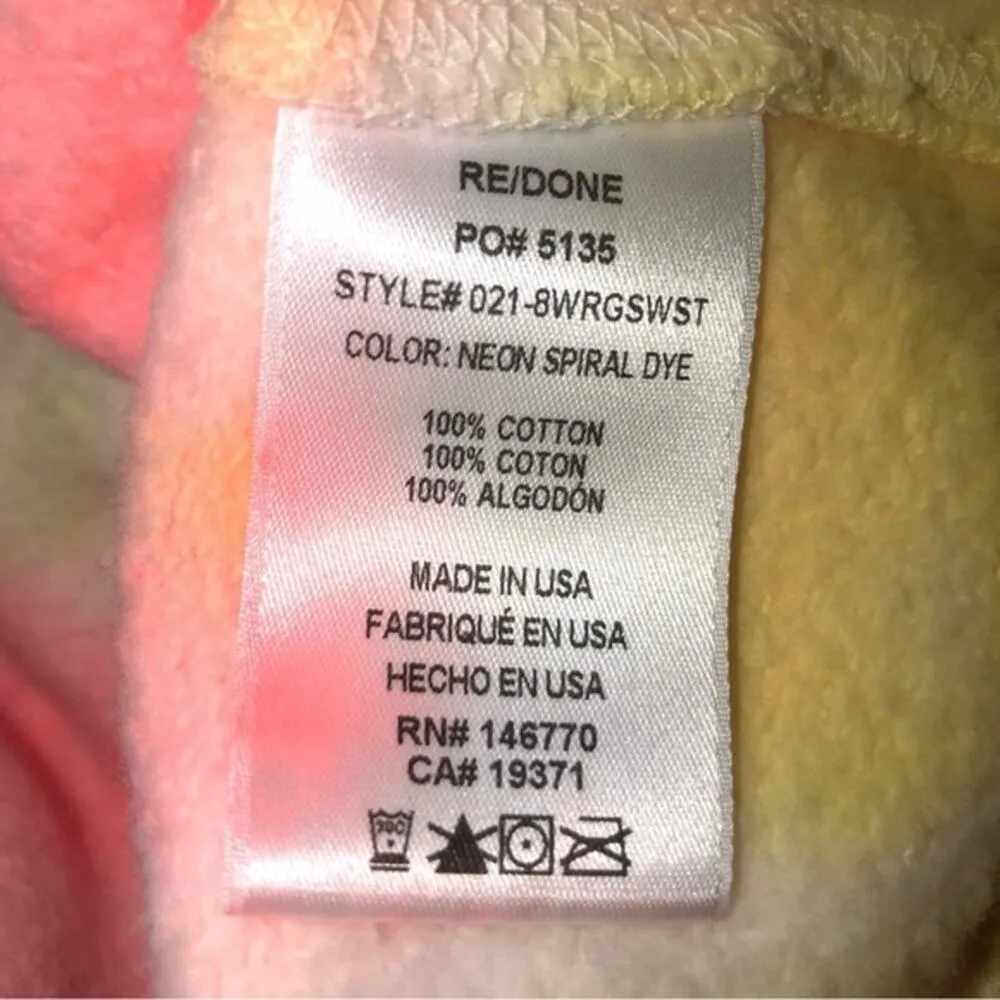 RE/DONE
PO# 5135
STYLE# 021-8WRGSWST
COLOR: NEON SPIRAL DYE
100% COTTON
100% COTON
100% ALGODÓN
MADE IN USA
FABRIQUÉ EN USA
HECHO EN USA
RN# 146770
CA# 19371